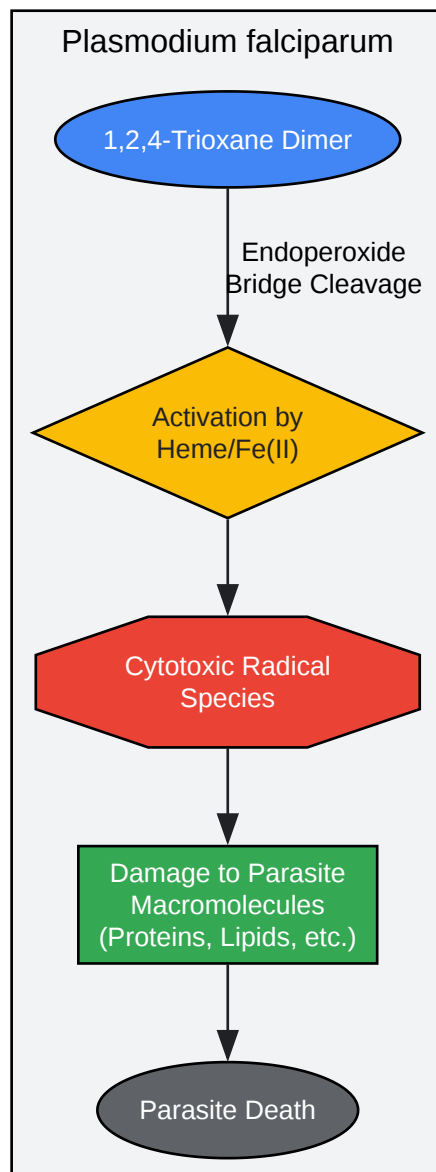 Plasmodium falciparum
1,2,4-Trioxane Dimer
Endoperoxide
Bridge Cleavage
Activation by
Heme/Fe(II)
Cytotoxic Radical
Species
Damage to Parasite
Macromolecules
(Proteins, Lipids, etc.)
Parasite Death